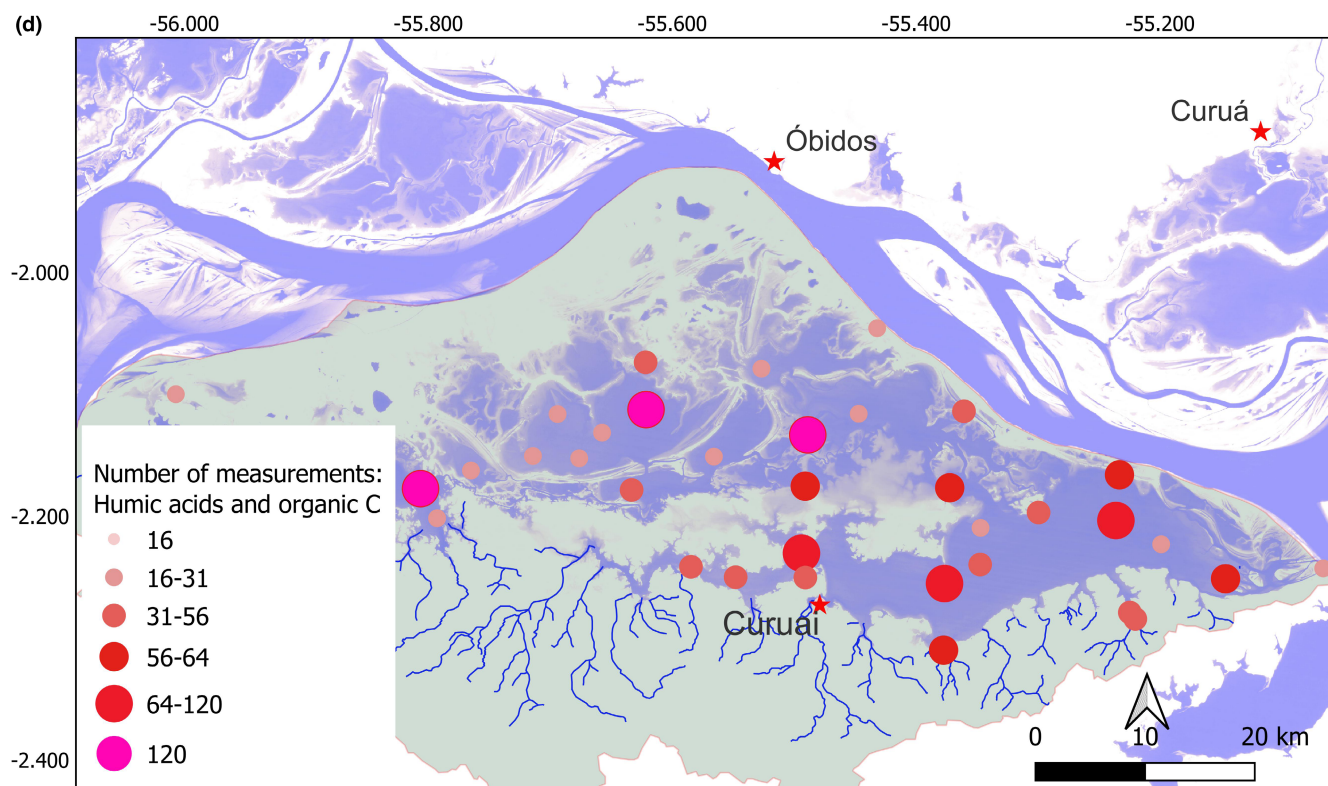 (d)
-56.000 -55.800 -55.600 -55.400 -55.200
Curuá
Óbidos
-2.000
-2.200
-2.400
Curuai
Number of measurements:
Humic acids and organic C
16
16-31
31-56
56-64
64-120
120
0 10 20 km